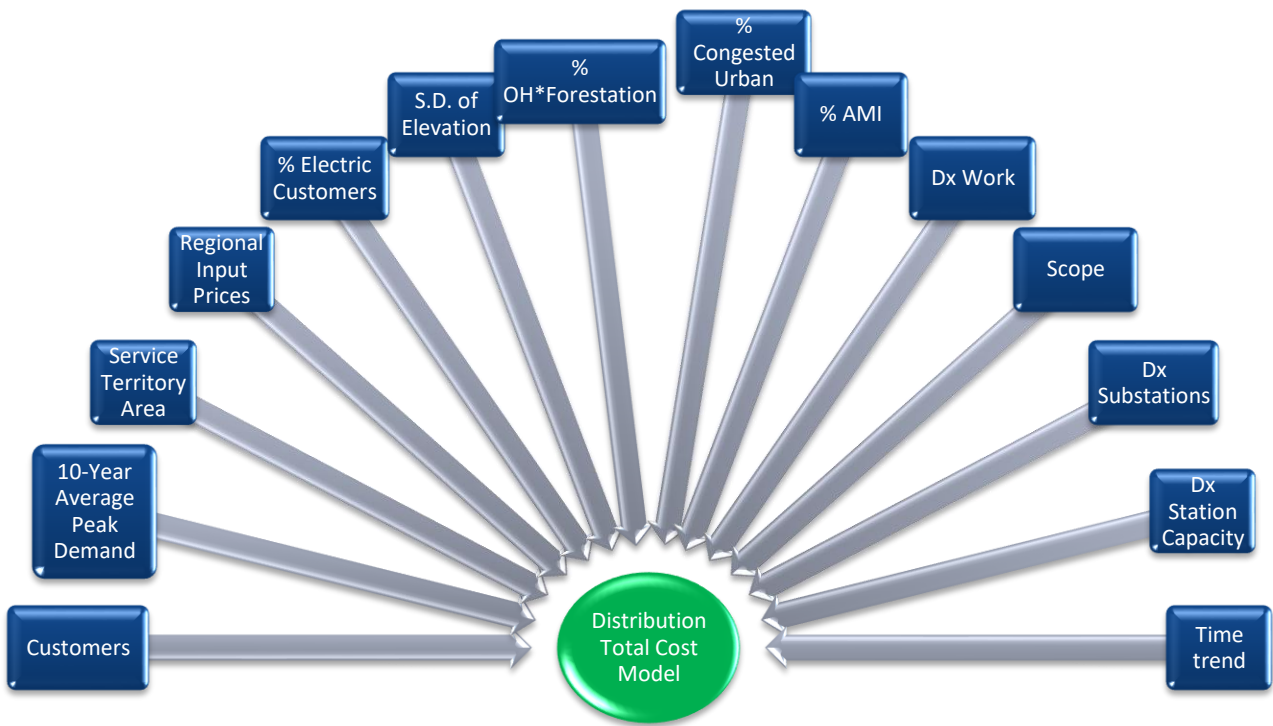 Customers
10-Year
Average
Peak
Demand
Service
Territory
Area
Regional
Input
Prices
% Electric
Customers
S.D. of
Elevation
%
OH*Forestation
%
Congested
Urban
% AMI
Dx Work
Scope
Dx
Substations
Dx
Station
Capacity
Time
trend
Distribution
Total Cost
Model